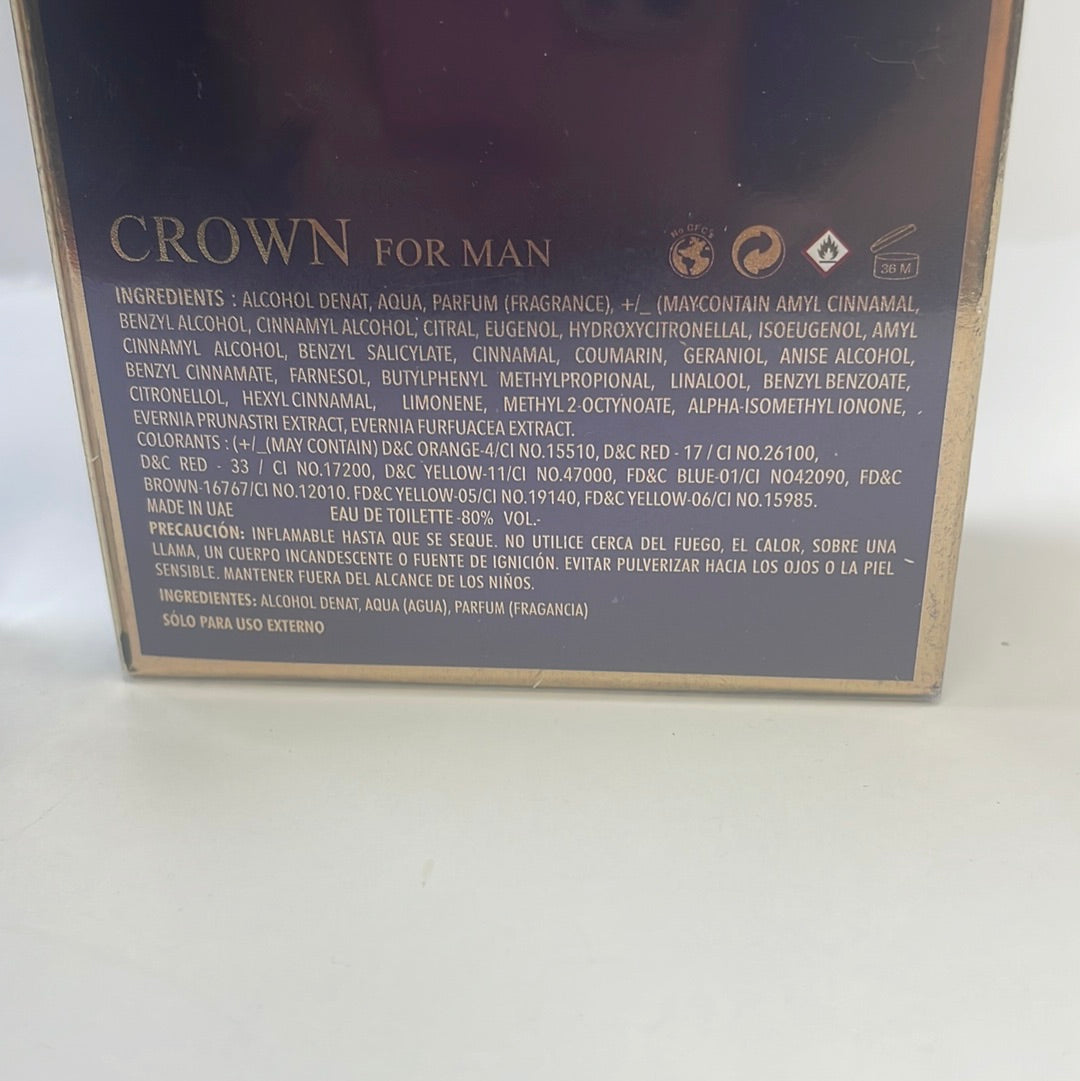 CROWN FOR MAN
No CFC's
36 M
INGREDIENTS : ALCOHOL DENAT, AQUA, PARFUM (FRAGRANCE), +/_ (MAYCONTAIN AMYL CINNAMAL,
BENZYL ALCOHOL, CINNAMYL ALCOHOL, CITRAL, EUGENOL, HYDROXYCITRONELLAL, ISOEUGENOL, AMYL
CINNAMYL ALCOHOL, BENZYL SALICYLATE, CINNAMAL, COUMARIN, GERANIOL, ANISE ALCOHOL,
BENZYL CINNAMATE, FARNESOL, BUTYLPHENYL METHYLPROPIONAL, LINALOOL, BENZYL BENZOATE,
CITRONELLOL, HEXYL CINNAMAL, LIMONENE, METHYL 2-OCTYNOATE, ALPHA-ISOMETHYL IONONE,
EVERNIA PRUNASTRI EXTRACT, EVERNIA FURFUACEA EXTRACT.
COLORANTS : (+/_(MAY CONTAIN) D&C ORANGE-4/CI NO.15510, D&C RED - 17 / CI NO.26100,
D&C RED - 33 / CI NO.17200, D&C YELLOW-11/CI NO.47000, FD&C BLUE-01/CI NO42090, FD&C
BROWN-16767/CI NO.12010. FD&C YELLOW-05/CI NO.19140, FD&C YELLOW-06/CI NO.15985.
MADE IN UAE EAU DE TOILETTE -80% VOL.-
PRECAUCIÓN: INFLAMABLE HASTA QUE SE SEQUE. NO UTILICE CERCA DEL FUEGO, EL CALOR, SOBRE UNA
LLAMA, UN CUERPO INCANDESCENTE O FUENTE DE IGNICIÓN. EVITAR PULVERIZAR HACIA LOS OJOS O LA PIEL
SENSIBLE. MANTENER FUERA DEL ALCANCE DE LOS NIÑOS.
INGREDIENTES: ALCOHOL DENAT, AQUA (AGUA), PARFUM (FRAGANCIA)
SÓLO PARA USO EXTERNO